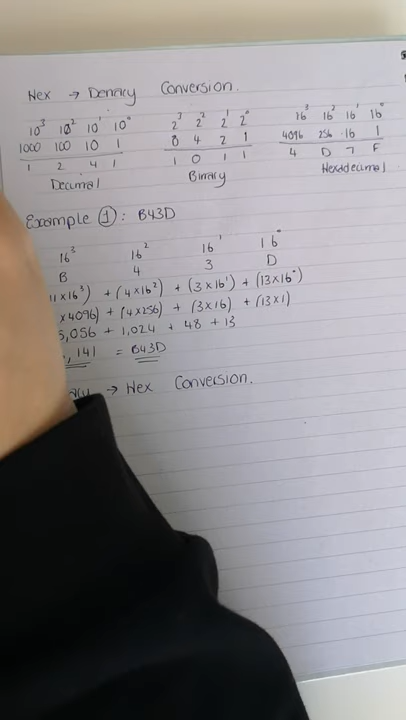 Hex → Denary Conversion.
10³ 10² 10¹ 10⁰
1000 100 10 1
1 2 4 1
Decimal
2³ 2² 2¹ 2⁰
8 4 2 1
1 0 1 1
Binary
16³ 16² 16¹ 16⁰
4096 256 16 1
4 D 7 F
Hexadecimal
Example ①: B43D
16³ 16² 16¹ 16⁰
B 4 3 D
1×16³) + (4×16²) + (3×16¹) + (13×16⁰)
×4096) + (4×256) + (3×16) + (13×1)
5,056 + 1,024 + 48 + 13
,141 = B43D
→ Hex Conversion.